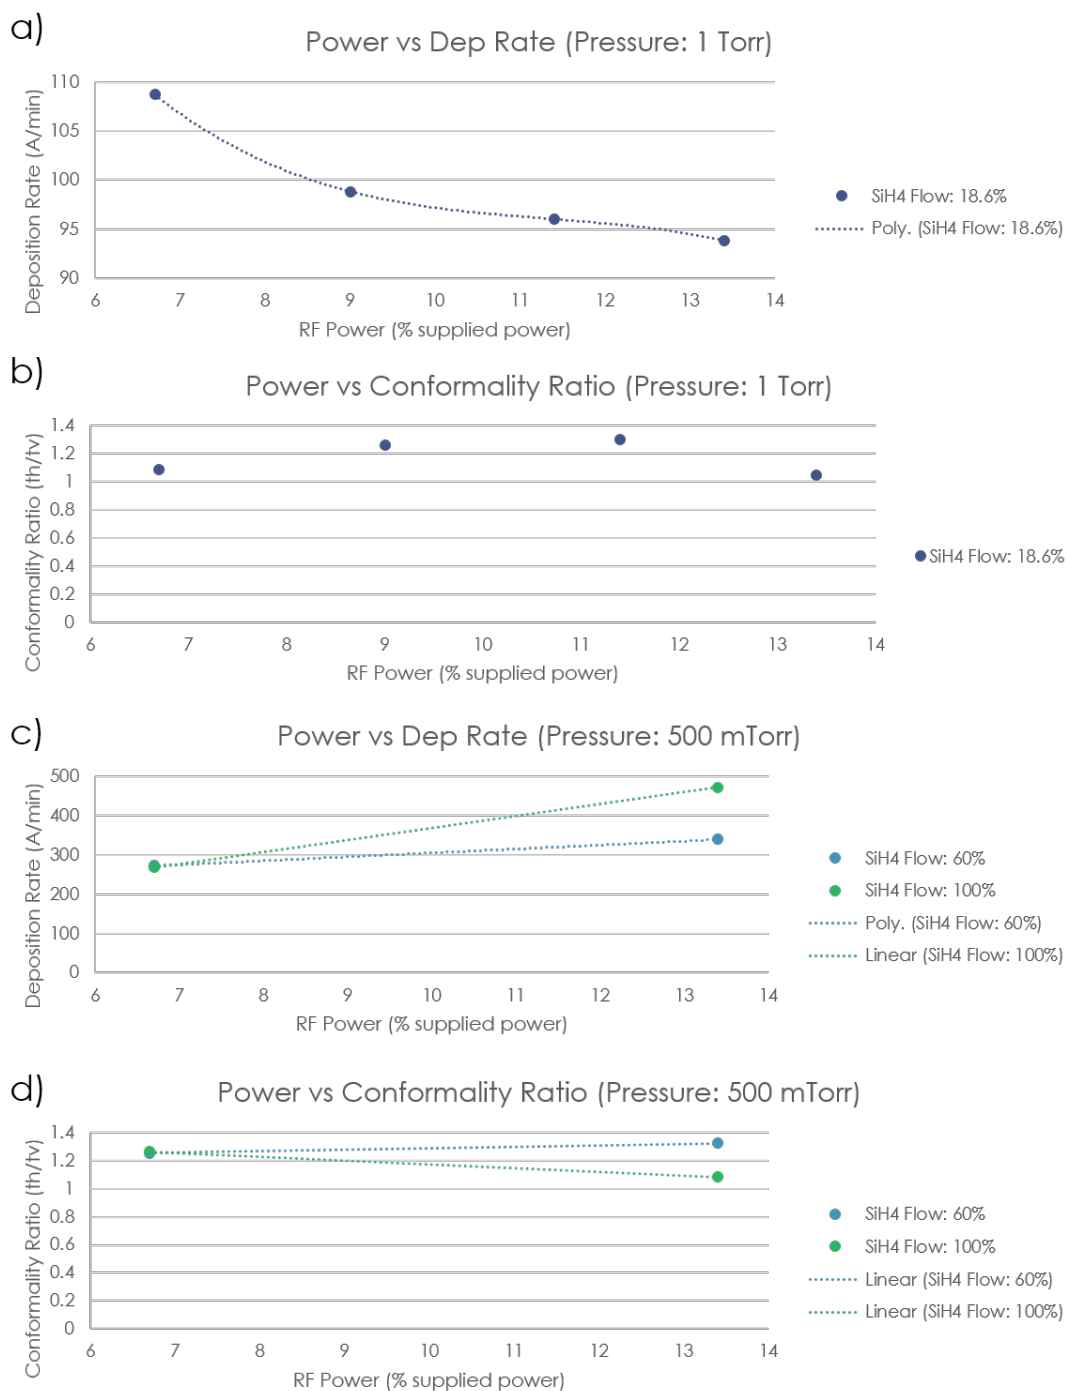 a)
Power vs Dep Rate (Pressure: 1 Torr)
Deposition Rate (A/min)
110
105
100
95
90
6 7 8 9 10 11 12 13 14
RF Power (% supplied power)
SiH4 Flow: 18.6%
Poly. (SiH4 Flow: 18.6%)
b)
Power vs Conformality Ratio (Pressure: 1 Torr)
Conformality Ratio (th/tv)
1.4
1.2
1
0.8
0.6
0.4
0.2
0
6 7 8 9 10 11 12 13 14
RF Power (% supplied power)
SiH4 Flow: 18.6%
c)
Power vs Dep Rate (Pressure: 500 mTorr)
Deposition Rate (A/min)
500
400
300
200
100
0
6 7 8 9 10 11 12 13 14
RF Power (% supplied power)
SiH4 Flow: 60%
SiH4 Flow: 100%
Poly. (SiH4 Flow: 60%)
Linear (SiH4 Flow: 100%)
d)
Power vs Conformality Ratio (Pressure: 500 mTorr)
Conformality Ratio (th/tv)
1.4
1.2
1
0.8
0.6
0.4
0.2
0
6 7 8 9 10 11 12 13 14
RF Power (% supplied power)
SiH4 Flow: 60%
SiH4 Flow: 100%
Linear (SiH4 Flow: 60%)
Linear (SiH4 Flow: 100%)